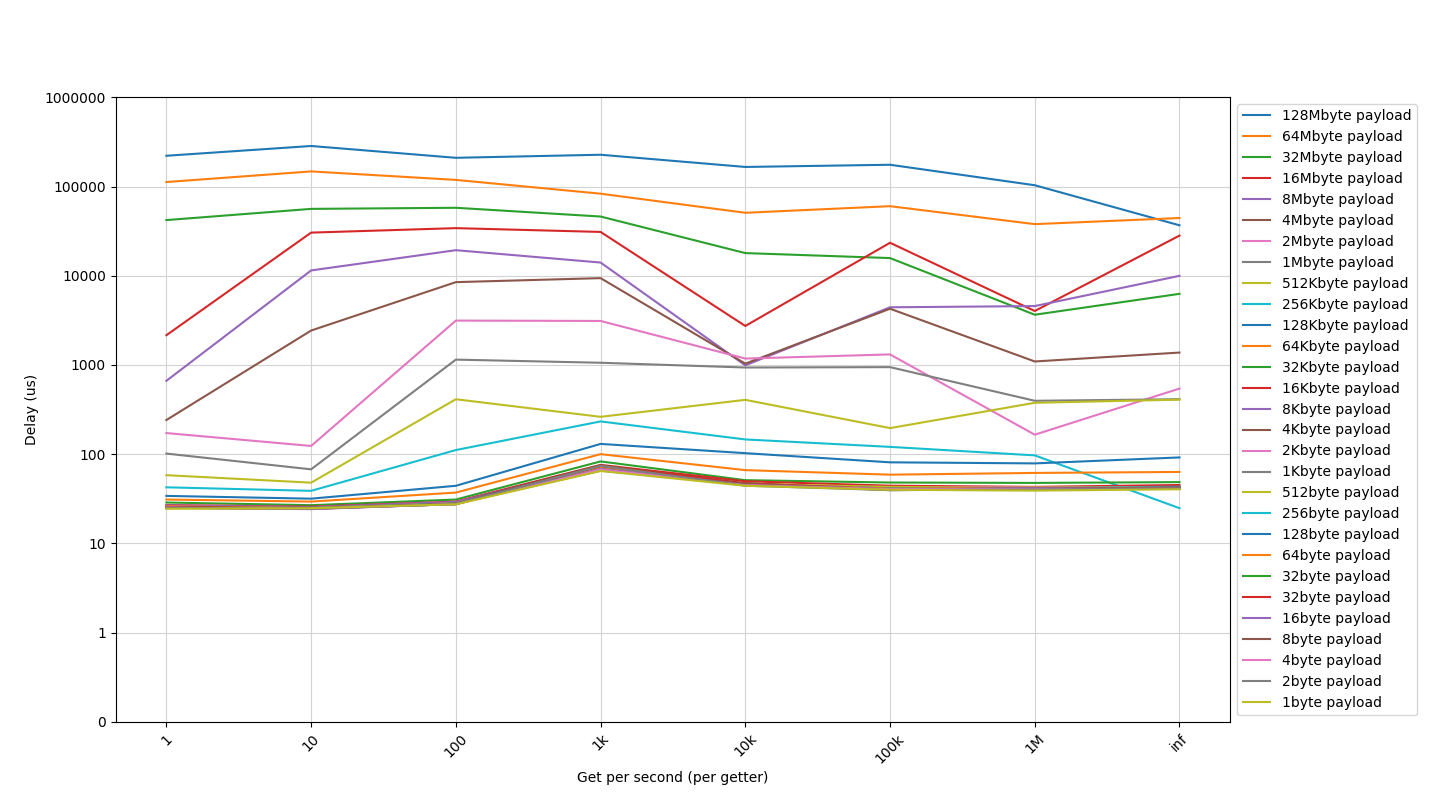 1000000
100000
10000
1000
100
10
1
0
Delay (us)
1
10
100
1k
10k
100k
1M
inf
Get per second (per getter)
128Mbyte payload
64Mbyte payload
32Mbyte payload
16Mbyte payload
8Mbyte payload
4Mbyte payload
2Mbyte payload
1Mbyte payload
512Kbyte payload
256Kbyte payload
128Kbyte payload
64Kbyte payload
32Kbyte payload
16Kbyte payload
8Kbyte payload
4Kbyte payload
2Kbyte payload
1Kbyte payload
512byte payload
256byte payload
128byte payload
64byte payload
32byte payload
32byte payload
16byte payload
8byte payload
4byte payload
2byte payload
1byte payload